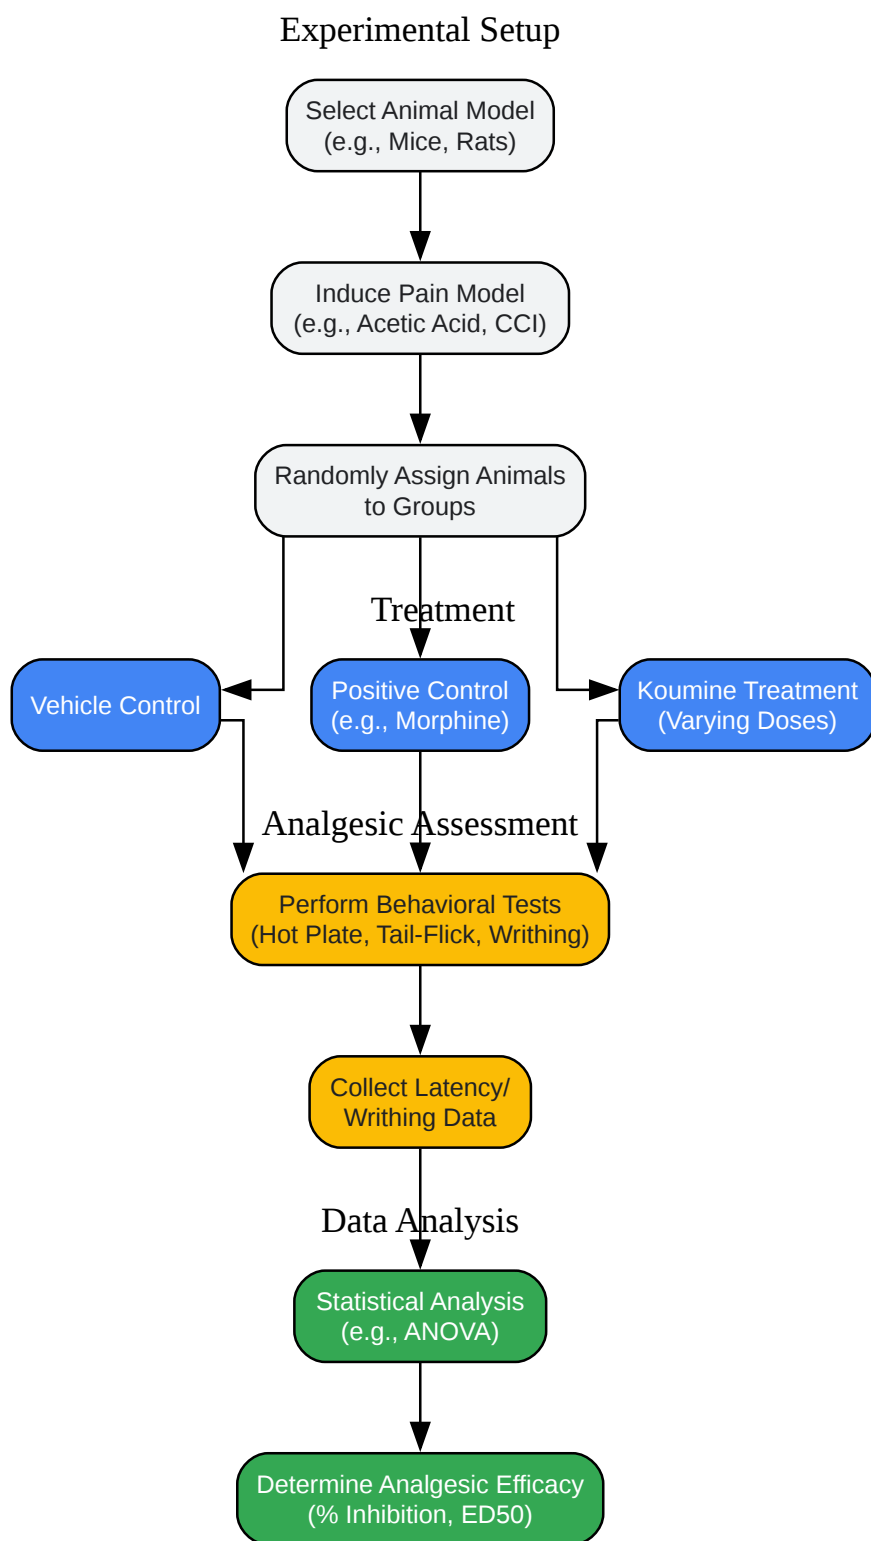 Experimental Setup
Select Animal Model
(e.g., Mice, Rats)
Induce Pain Model
(e.g., Acetic Acid, CCI)
Randomly Assign Animals
to Groups
Treatment
Vehicle Control
Positive Control
(e.g., Morphine)
Koumine Treatment
(Varying Doses)
Analgesic Assessment
Perform Behavioral Tests
(Hot Plate, Tail-Flick, Writhing)
Collect Latency/
Writhing Data
Data Analysis
Statistical Analysis
(e.g., ANOVA)
Determine Analgesic Efficacy
(% Inhibition, ED50)